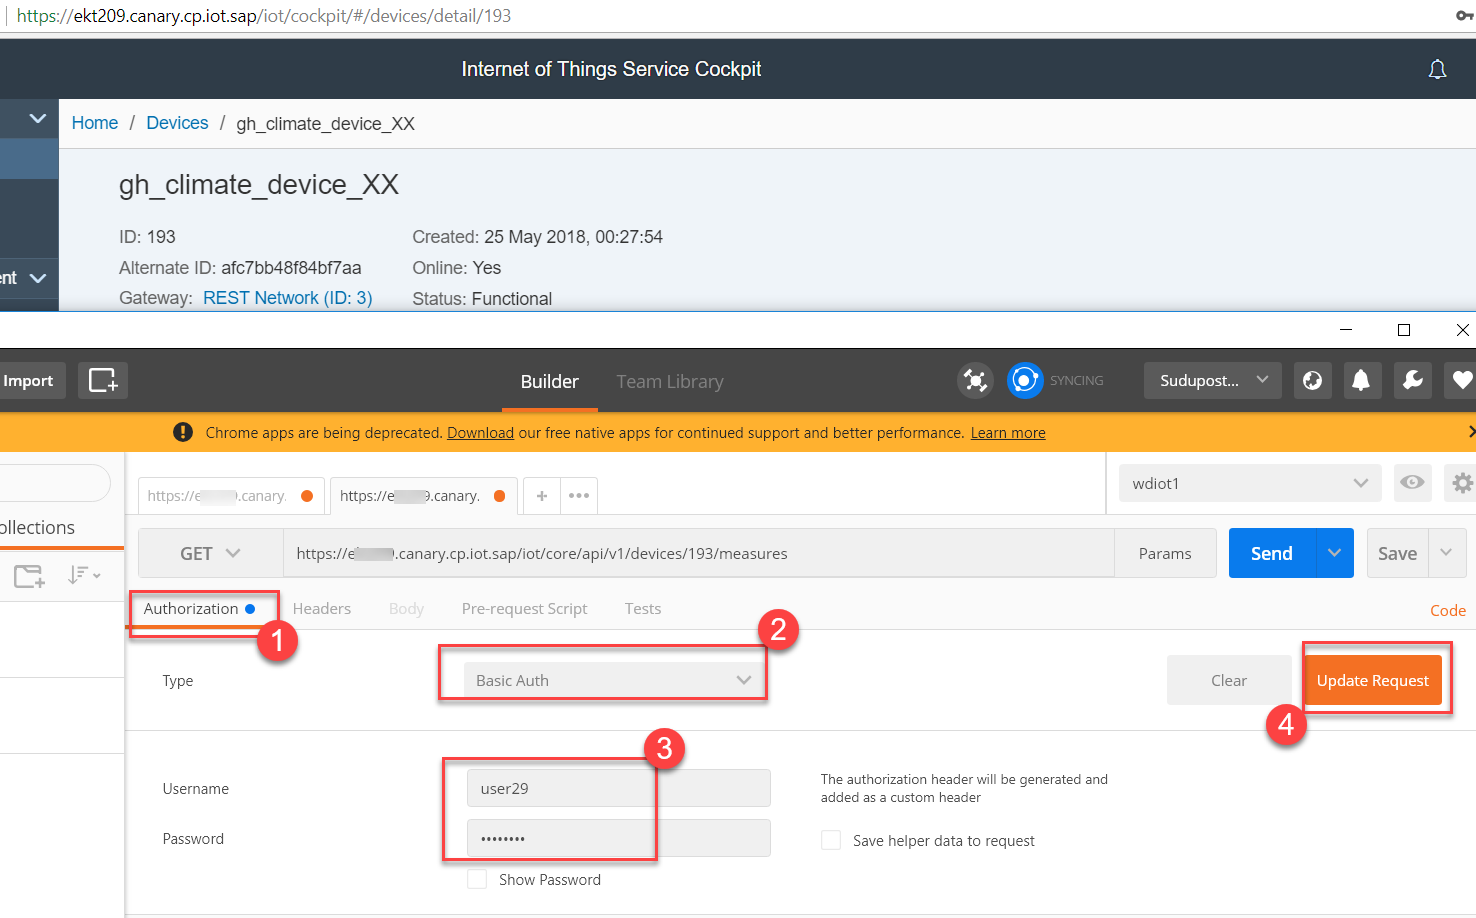 https://ekt209.canary.cp.iot.sap/iot/cockpit/#/devices/detail/193
Internet of Things Service Cockpit
Home / Devices / gh_climate_device_XX
gh_climate_device_XX
ID: 193
Created: 25 May 2018, 00:27:54
Alternate ID: afc7bb48f84bf7aa
Online: Yes
ent
Gateway: REST Network (ID: 3)
Status: Functional
Import
Builder
Team Library
SYNCING
Sudupost...
Chrome apps are being deprecated. Download our free native apps for continued support and better performance. Learn more
https://e 9.canary.
https://e 9.canary.
+ •••
wdiot1
ollections
GET
https://e .canary.cp.iot.sap/iot/core/api/v1/devices/193/measures
Params
Send
Save
Authorization
Headers
Body
Pre-request Script
Tests
Code
1
2
Type
Basic Auth
Clear
Update Request
4
3
Username
user29
The authorization header will be generated and
added as a custom header
Password
••••••••
Save helper data to request
Show Password